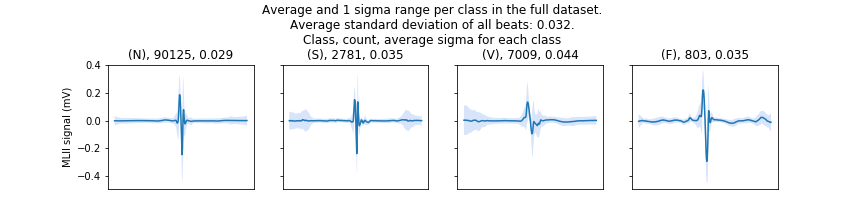 Average and 1 sigma range per class in the full dataset.
Average standard deviation of all beats: 0.032.
Class, count, average sigma for each class
(N), 90125, 0.029
(S), 2781, 0.035
(V), 7009, 0.044
(F), 803, 0.035
MLII signal (mV)
0.4
0.2
0.0
−0.2
−0.4